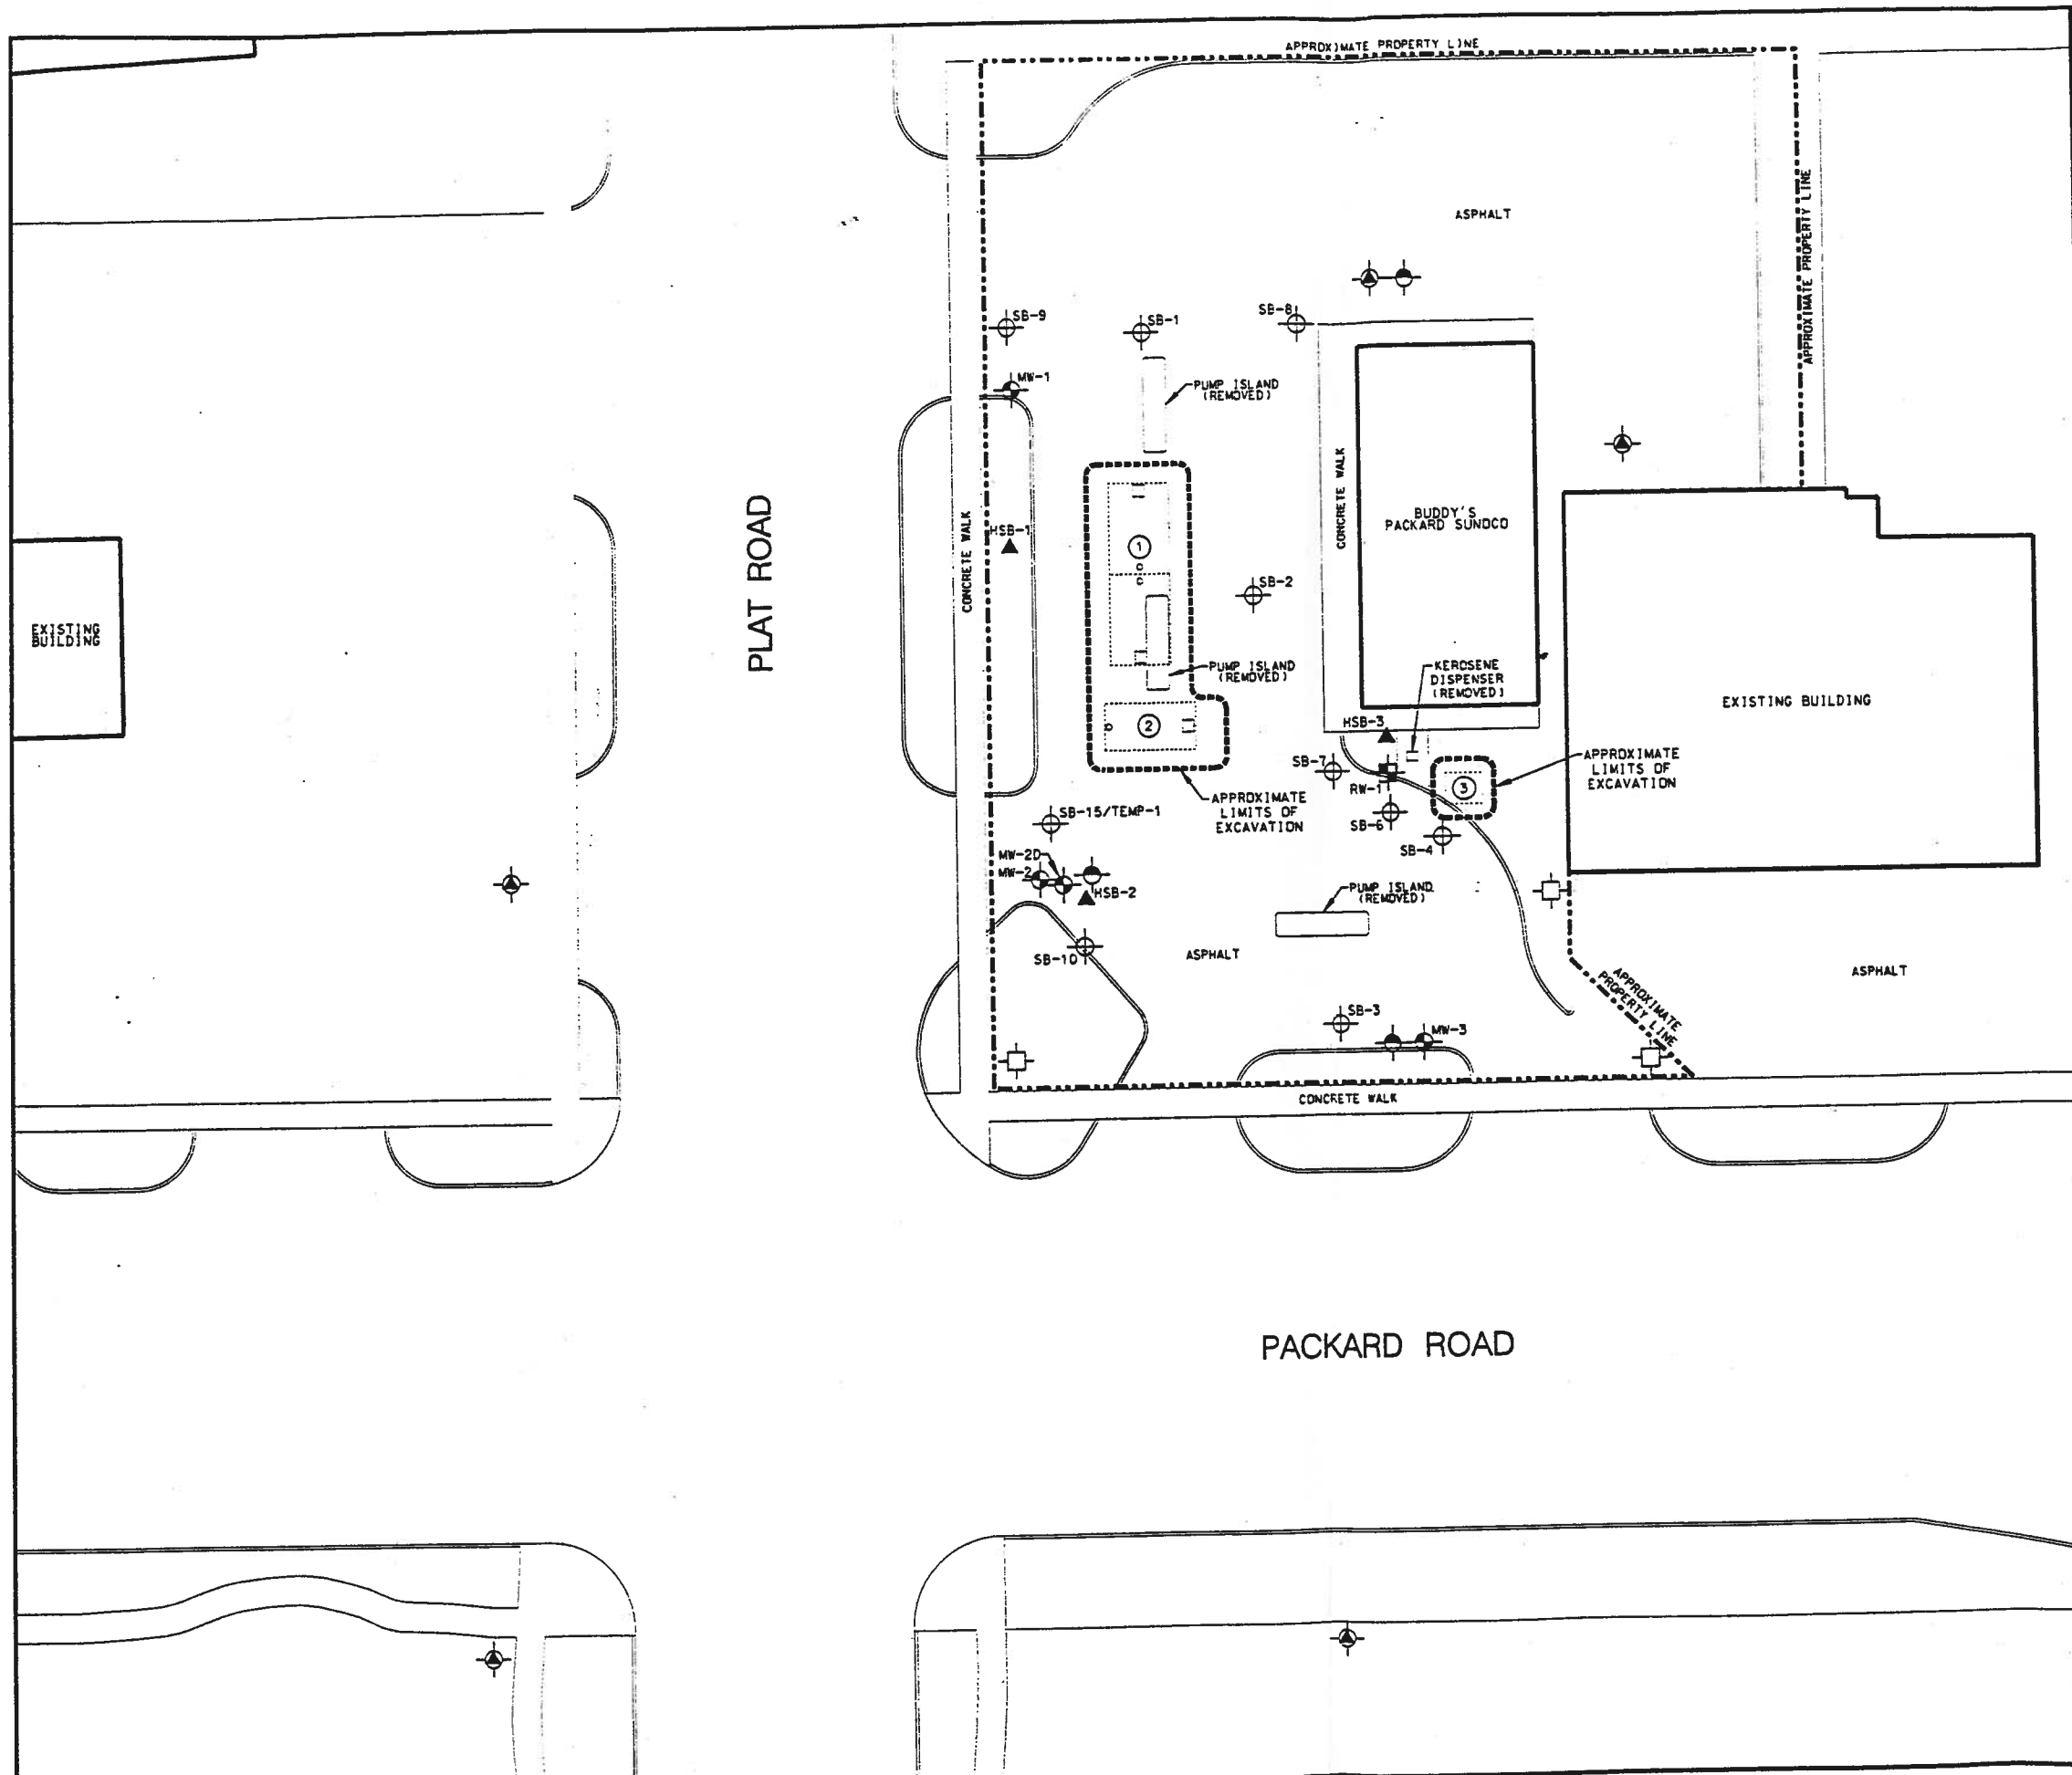 APPROXIMATE PROPERTY LINE
APPROXIMATE PROPERTY LINE
ASPHALT
SB-9
SB-1
SB-8
MW-1
PUMP ISLAND
(REMOVED)
CONCRETE WALK
BUDDY'S
PACKARD SUNOCO
PLAT ROAD
CONCRETE WALK
HSB-1
1
SB-2
EXISTING
BUILDING
PUMP ISLAND
(REMOVED)
KEROSENE
DISPENSER
(REMOVED)
EXISTING BUILDING
2
HSB-3
SB-7
RW-1
3
APPROXIMATE
LIMITS OF
EXCAVATION
APPROXIMATE
LIMITS OF
EXCAVATION
SB-15/TEMP-1
SB-6
SB-4
MW-2D
MW-2
HSB-2
PUMP ISLAND
(REMOVED)
SB-10
ASPHALT
ASPHALT
APPROXIMATE
PROPERTY LINE
SB-3
MW-3
CONCRETE WALK
PACKARD ROAD